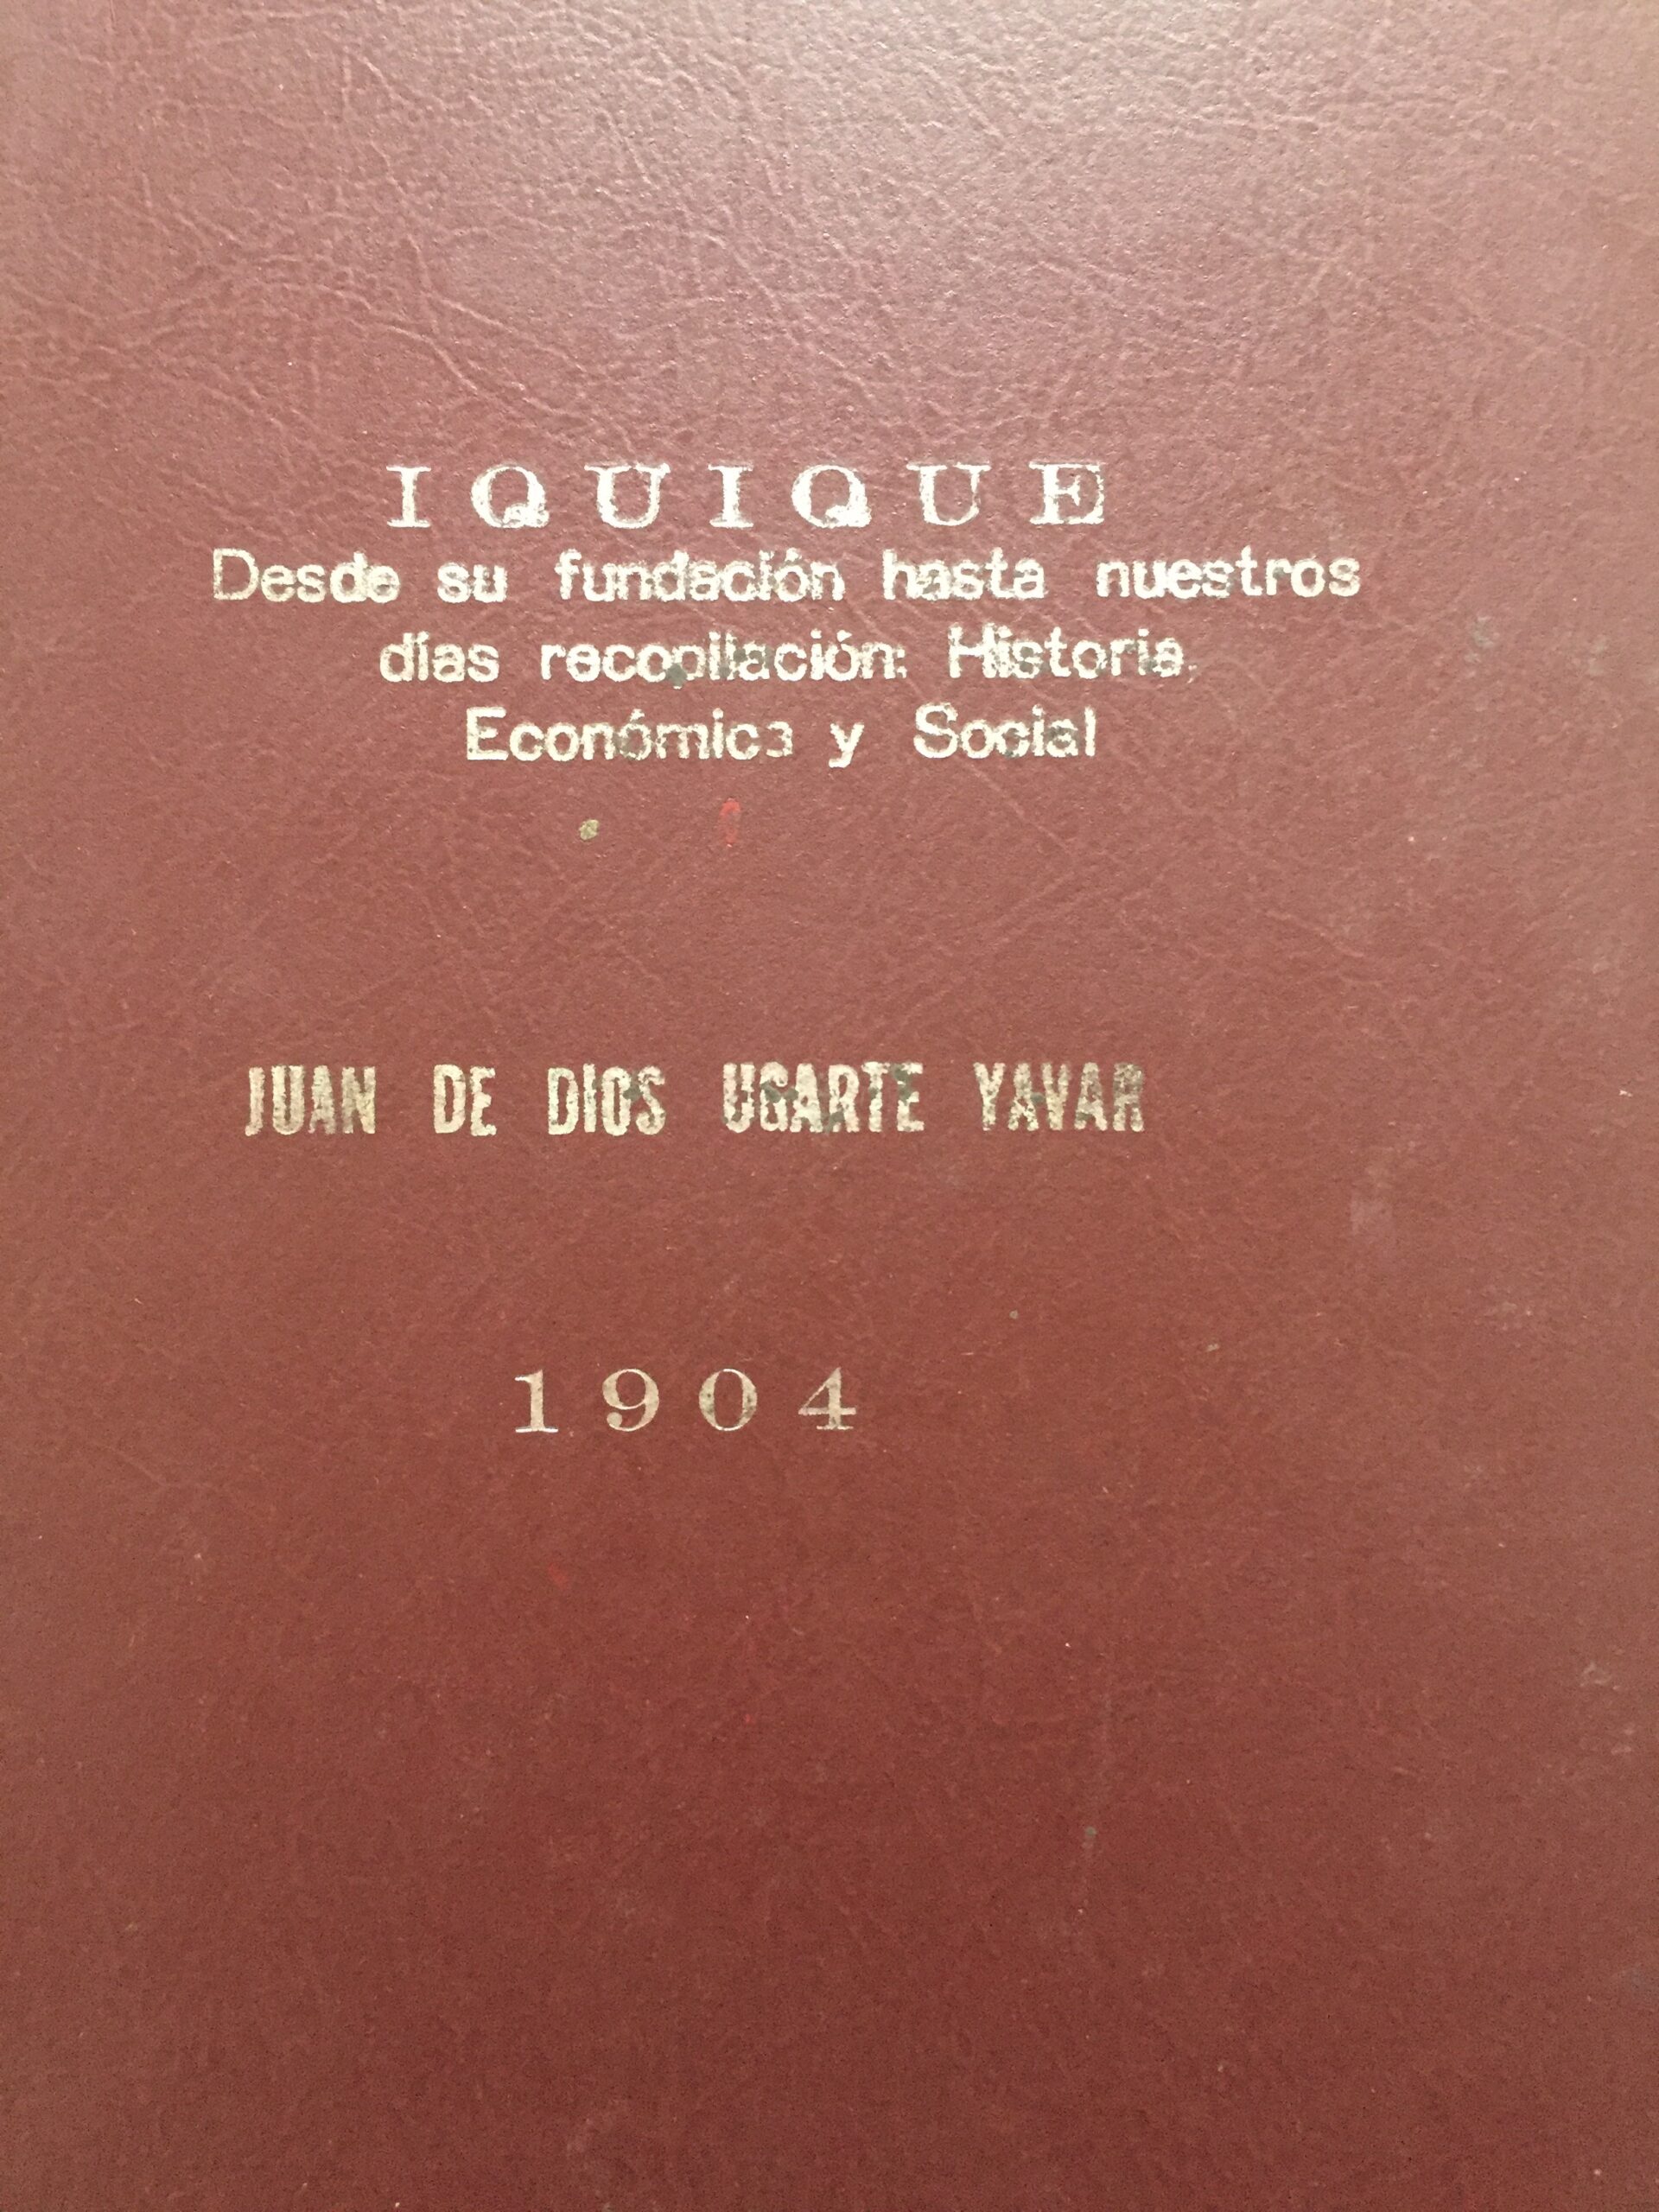 IQUIQUE
Desde su fundación hasta nuestros
días recopilación: Historia,
Económica y Social
JUAN DE DIOS UGARTE YAVAR
1904